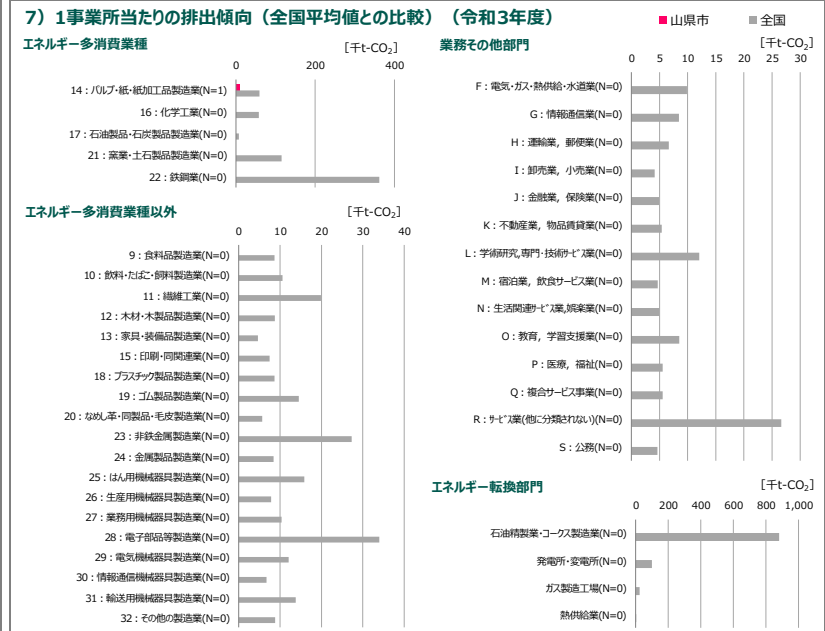 7）1事業所当たりの排出傾向（全国平均値との比較）（令和3年度）
■山県市 ■全国
エネルギー多消費業種
[千t-CO₂]
0 200 400
14：パルプ・紙・紙加工品製造業(N=1)
16：化学工業(N=0)
17：石油製品・石炭製品製造業(N=0)
21：窯業・土石製品製造業(N=0)
22：鉄鋼業(N=0)
エネルギー多消費業種以外
[千t-CO₂]
0 10 20 30 40
9：食料品製造業(N=0)
10：飲料・たばこ・飼料製造業(N=0)
11：繊維工業(N=0)
12：木材・木製品製造業(N=0)
13：家具・装備品製造業(N=0)
15：印刷・同関連業(N=0)
18：プラスチック製品製造業(N=0)
19：ゴム製品製造業(N=0)
20：なめし革・同製品・毛皮製造業(N=0)
23：非鉄金属製造業(N=0)
24：金属製品製造業(N=0)
25：はん用機械器具製造業(N=0)
26：生産用機械器具製造業(N=0)
27：業務用機械器具製造業(N=0)
28：電子部品等製造業(N=0)
29：電気機械器具製造業(N=0)
30：情報通信機械器具製造業(N=0)
31：輸送用機械器具製造業(N=0)
32：その他の製造業(N=0)
業務その他部門
[千t-CO₂]
0 5 10 15 20 25 30
F：電気・ガス・熱供給・水道業(N=0)
G：情報通信業(N=0)
H：運輸業，郵便業(N=0)
I：卸売業，小売業(N=0)
J：金融業，保険業(N=0)
K：不動産業，物品賃貸業(N=0)
L：学術研究,専門・技術ｻｰﾋﾞｽ業(N=0)
M：宿泊業，飲食サービス業(N=0)
N：生活関連ｻｰﾋﾞｽ業,娯楽業(N=0)
O：教育，学習支援業(N=0)
P：医療，福祉(N=0)
Q：複合サービス事業(N=0)
R：ｻｰﾋﾞｽ業(他に分類されない)(N=0)
S：公務(N=0)
エネルギー転換部門
[千t-CO₂]
0 200 400 600 800 1,000
石油精製業・コークス製造業(N=0)
発電所・変電所(N=0)
ガス製造工場(N=0)
熱供給業(N=0)